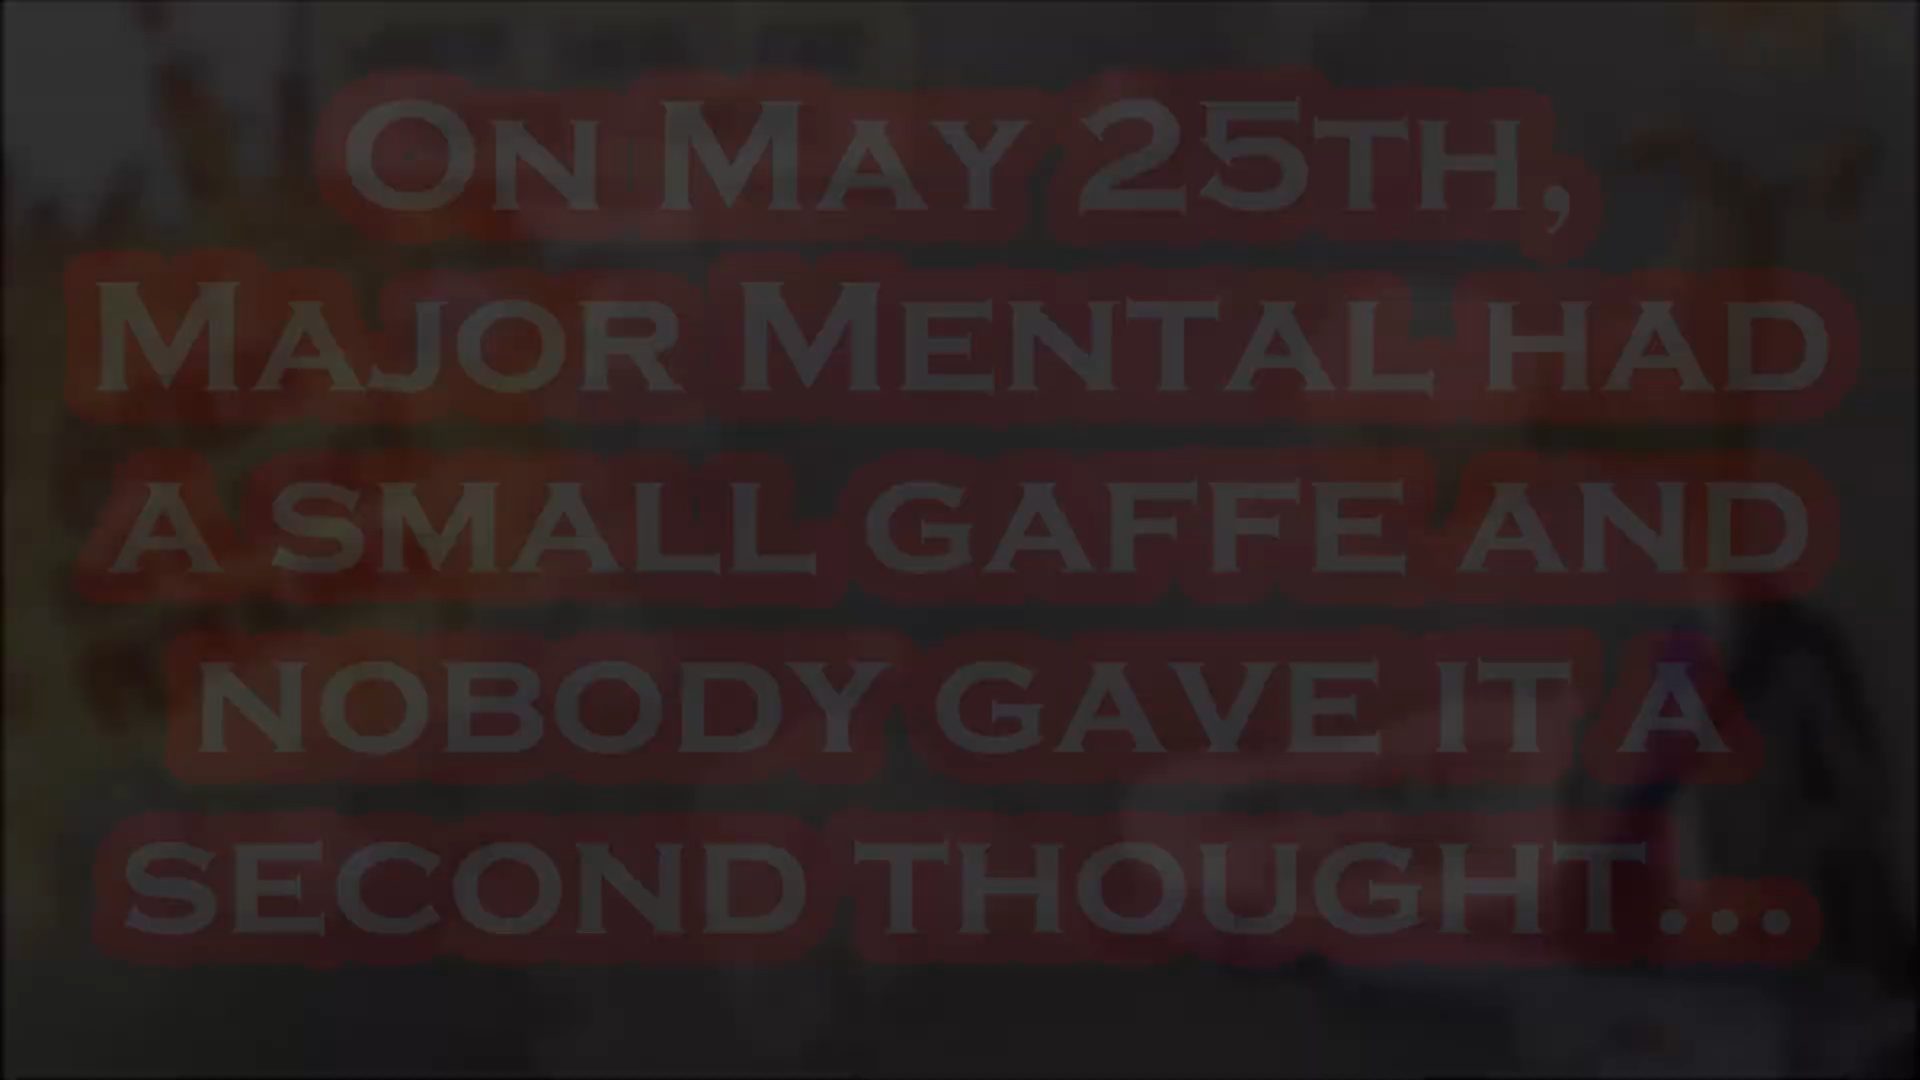 On May 25th,
Major Mental had
a small gaffe and
nobody gave it a
second thought...